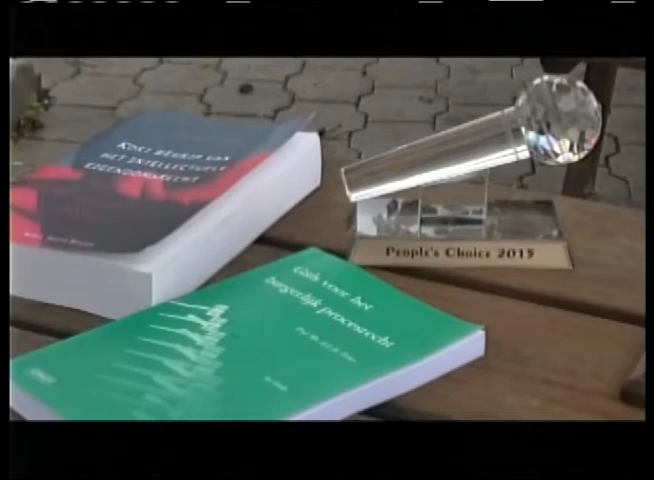 KORT BEGRIP VAN
HET INTELLECTUELE
EIGENDOMSRECHT
People's Choice 2015
Gids voor het
burgerlijk procesrecht